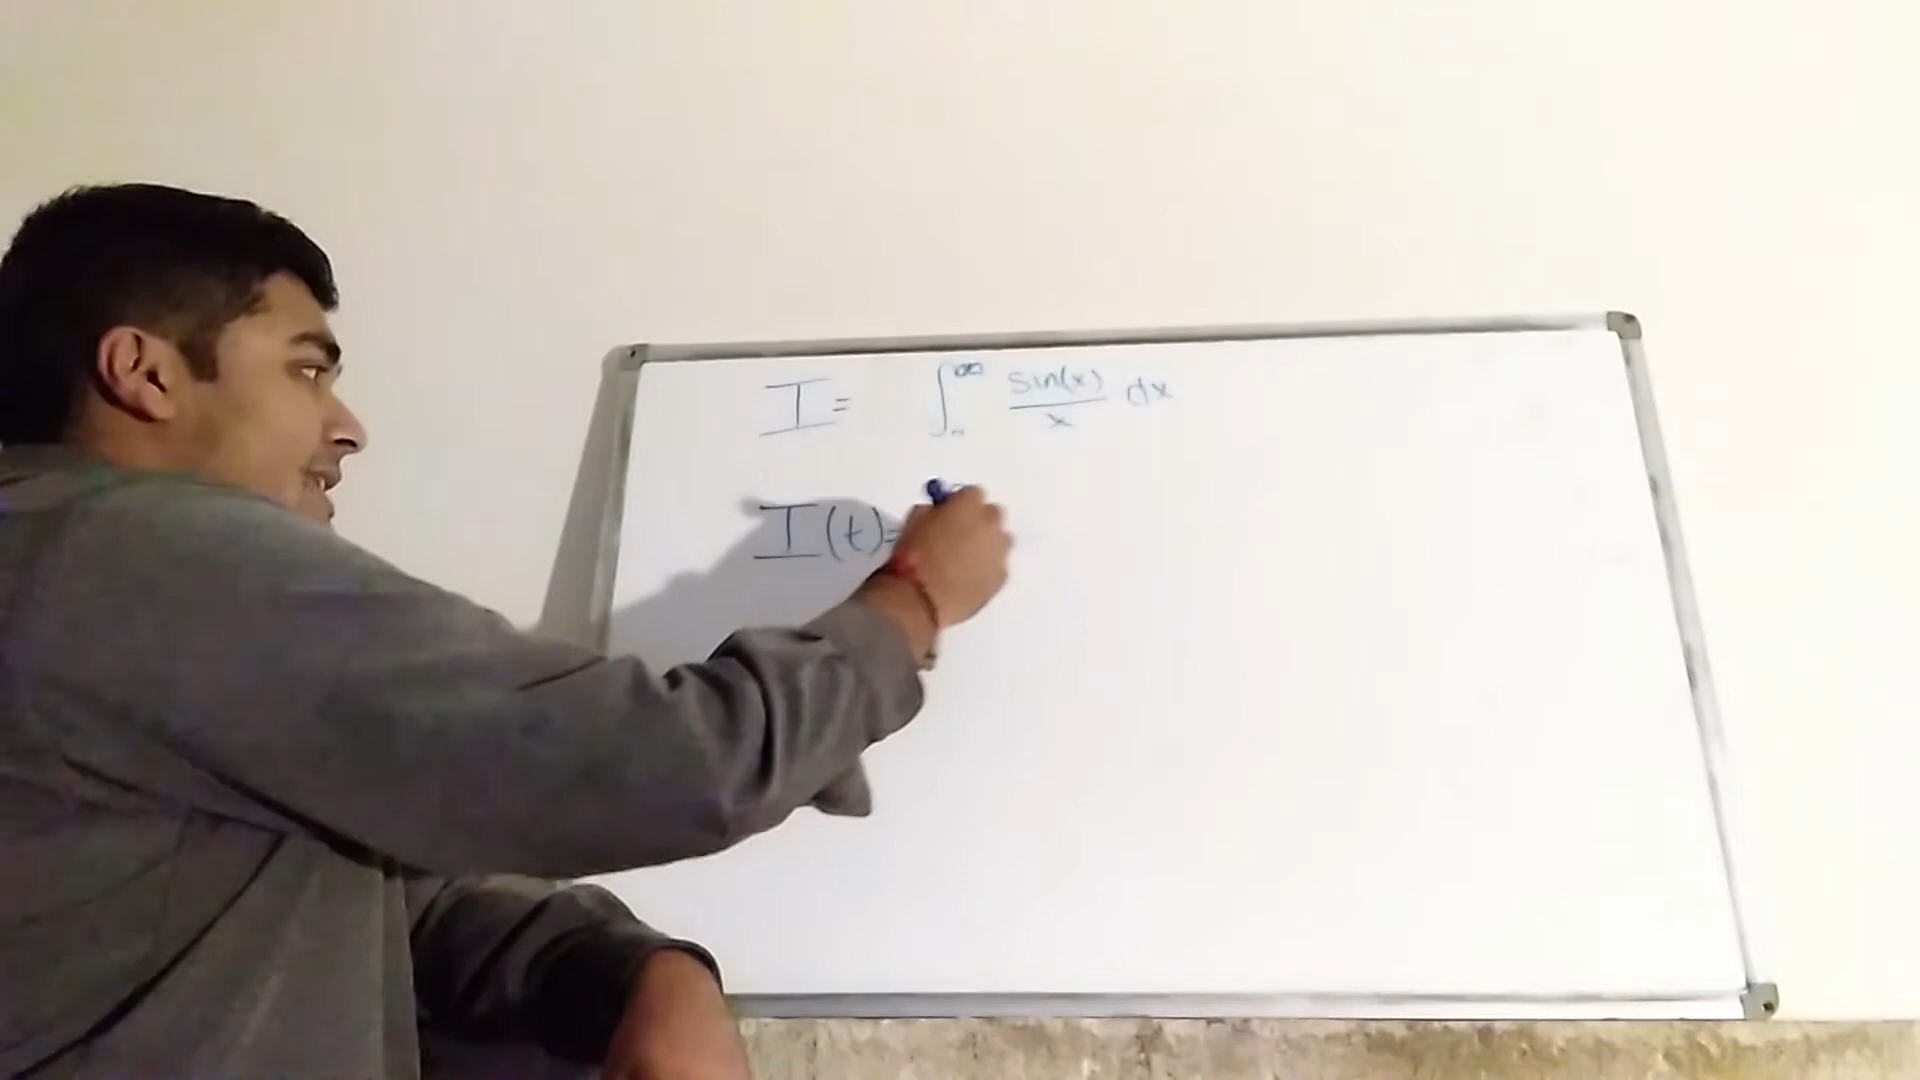 I = ∫₀^∞ sin(x)/x dx
I(t)=